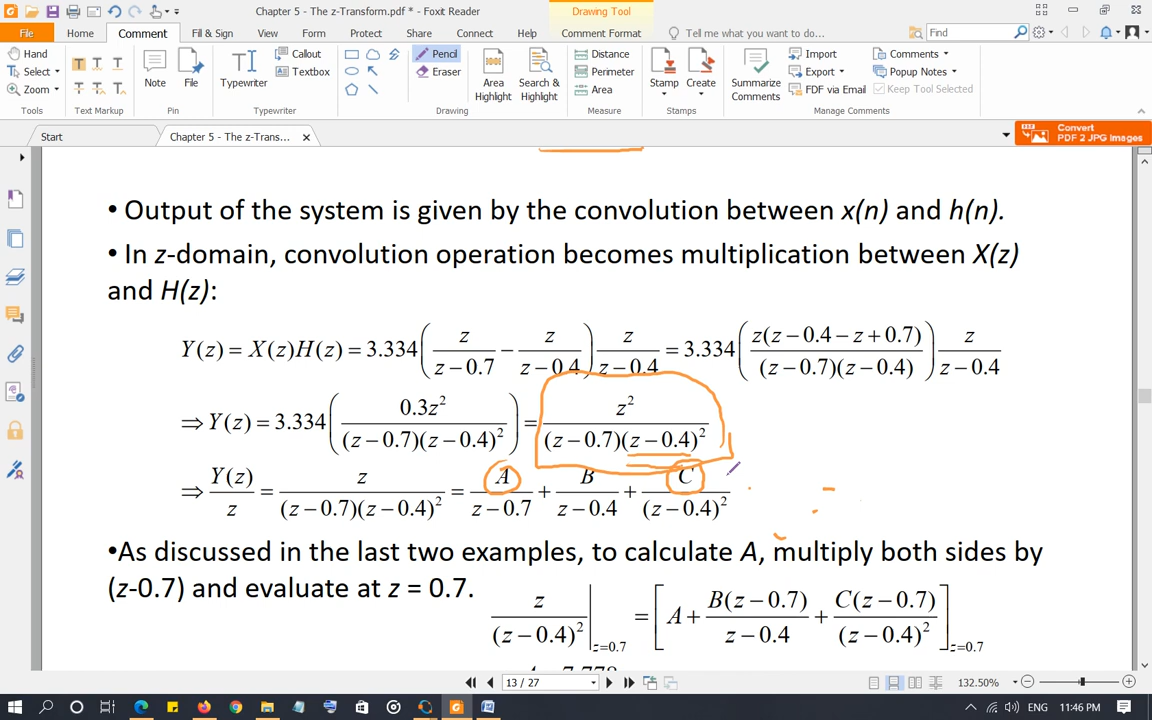 Chapter 5 - The z-Transform.pdf * - Foxit Reader
Drawing Tool
File Home Comment Fill & Sign View Form Protect Share Connect Help Comment Format Tell me what you want to do... Find
Hand
Select
Zoom
Tools
Text Markup
Note
File
Pin
Typewriter
Callout
Textbox
Typewriter
Pencil
Eraser
Drawing
Area Highlight
Search & Highlight
Distance
Perimeter
Area
Measure
Stamp
Create
Stamps
Summarize Comments
Import
Export
FDF via Email
Comments
Popup Notes
Keep Tool Selected
Manage Comments
Start
Chapter 5 - The z-Tran...
Convert
PDF 2 JPG Images
• Output of the system is given by the convolution between x(n) and h(n).
• In z-domain, convolution operation becomes multiplication between X(z)
and H(z):
Y(z) = X(z)H(z) = 3.334(z/(z−0.7) − z/(z−0.4)) z/(z−0.4) = 3.334(z(z−0.4−z+0.7)/((z−0.7)(z−0.4))) z/(z−0.4)
⇒ Y(z) = 3.334(0.3z²/((z−0.7)(z−0.4)²)) = z²/((z−0.7)(z−0.4)²)
⇒ Y(z)/z = z/((z−0.7)(z−0.4)²) = A/(z−0.7) + B/(z−0.4) + C/(z−0.4)²
•As discussed in the last two examples, to calculate A, multiply both sides by
(z-0.7) and evaluate at z = 0.7.
z/(z−0.4)²|z=0.7 = [A + B(z−0.7)/(z−0.4) + C(z−0.7)/(z−0.4)²]z=0.7
13 / 27
132.50%
ENG 11:46 PM